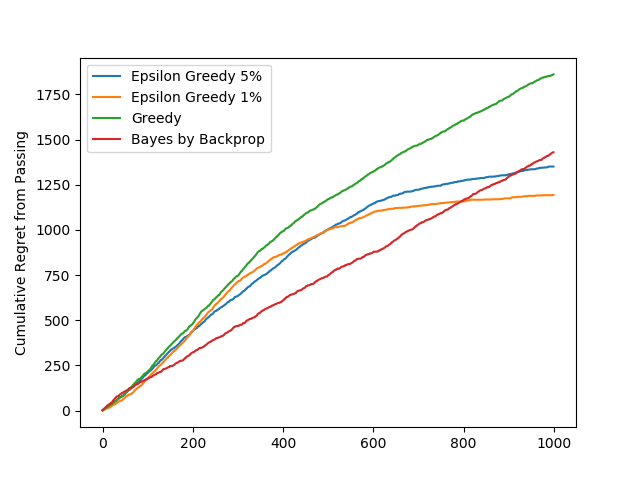 Epsilon Greedy 5%
Epsilon Greedy 1%
Greedy
Bayes by Backprop
Cumulative Regret from Passing
1750
1500
1250
1000
750
500
250
0
0 200 400 600 800 1000